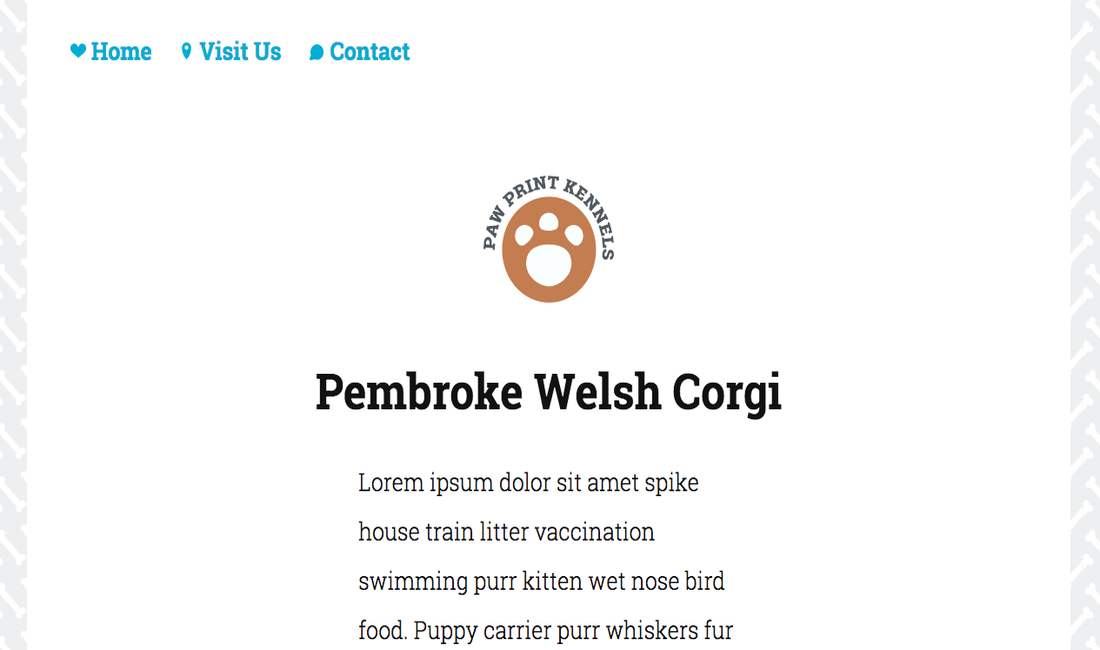 Home Visit Us Contact
PAW PRINT KENNELS
Pembroke Welsh Corgi
Lorem ipsum dolor sit amet spike
house train litter vaccination
swimming purr kitten wet nose bird
food. Puppy carrier purr whiskers fur